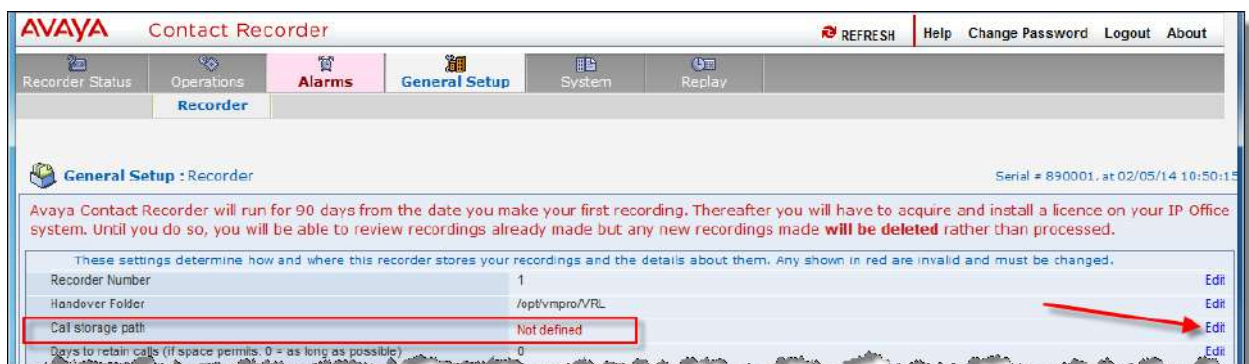 AVAYA Contact Recorder REFRESH Help Change Password Logout About
Recorder Status Operations Alarms General Setup System Replay
Recorder
General Setup : Recorder Serial = 890001. at 02/05/14 10:50:15
Avaya Contact Recorder will run for 90 days from the date you make your first recording. Thereafter you will have to acquire and install a licence on your IP Office
system. Until you do so, you will be able to review recordings already made but any new recordings made will be deleted rather than processed.
These settings determine how and where this recorder stores your recordings and the details about them. Any shown in red are invalid and must be changed.
Recorder Number 1 Edit
Handover Folder /opt/vmpro/VRL Edit
Call storage path Not defined Edit
Days to retain calls (if space permits. 0 = as long as possible) 0 Edit